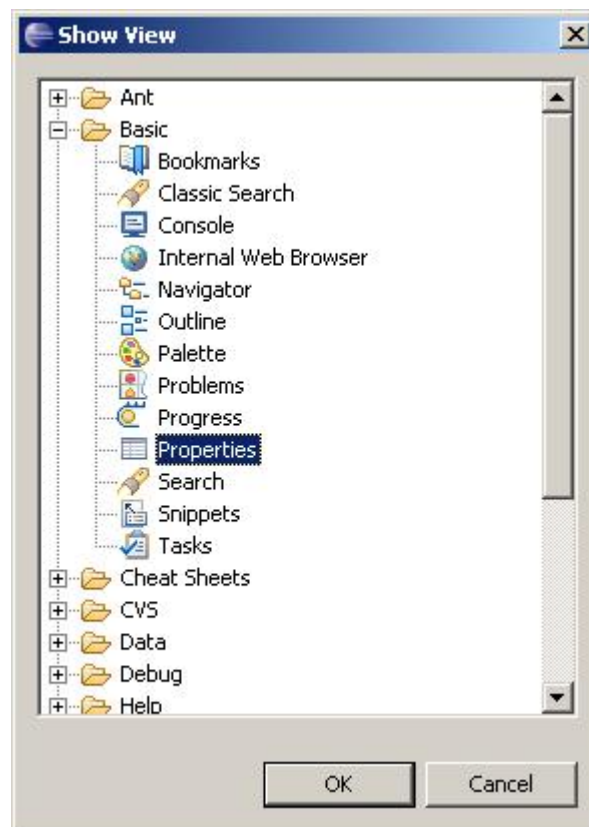 Show View
Ant
Basic
Bookmarks
Classic Search
Console
Internal Web Browser
Navigator
Outline
Palette
Problems
Progress
Properties
Search
Snippets
Tasks
Cheat Sheets
CVS
Data
Debug
Help
OK Cancel